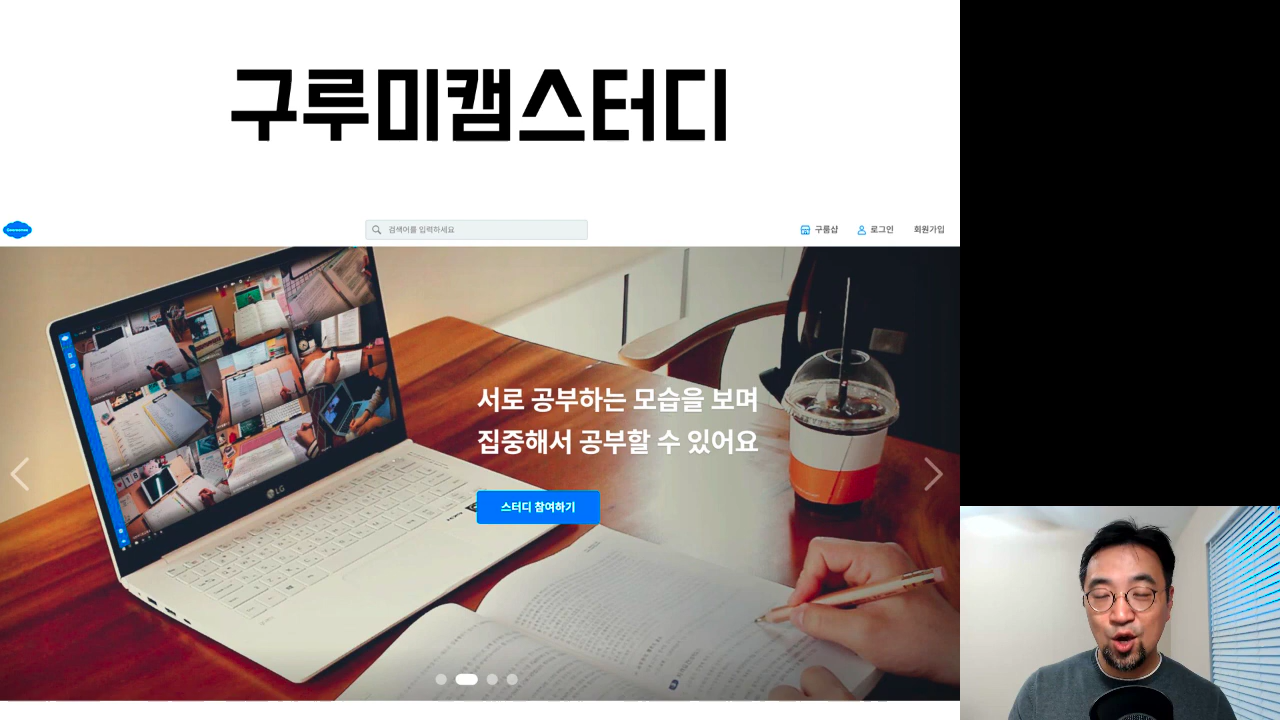 구루미캠스터디
검색어를 입력하세요
구룸샵
로그인
회원가입
서로 공부하는 모습을 보며
집중해서 공부할 수 있어요
스터디 참여하기
LG